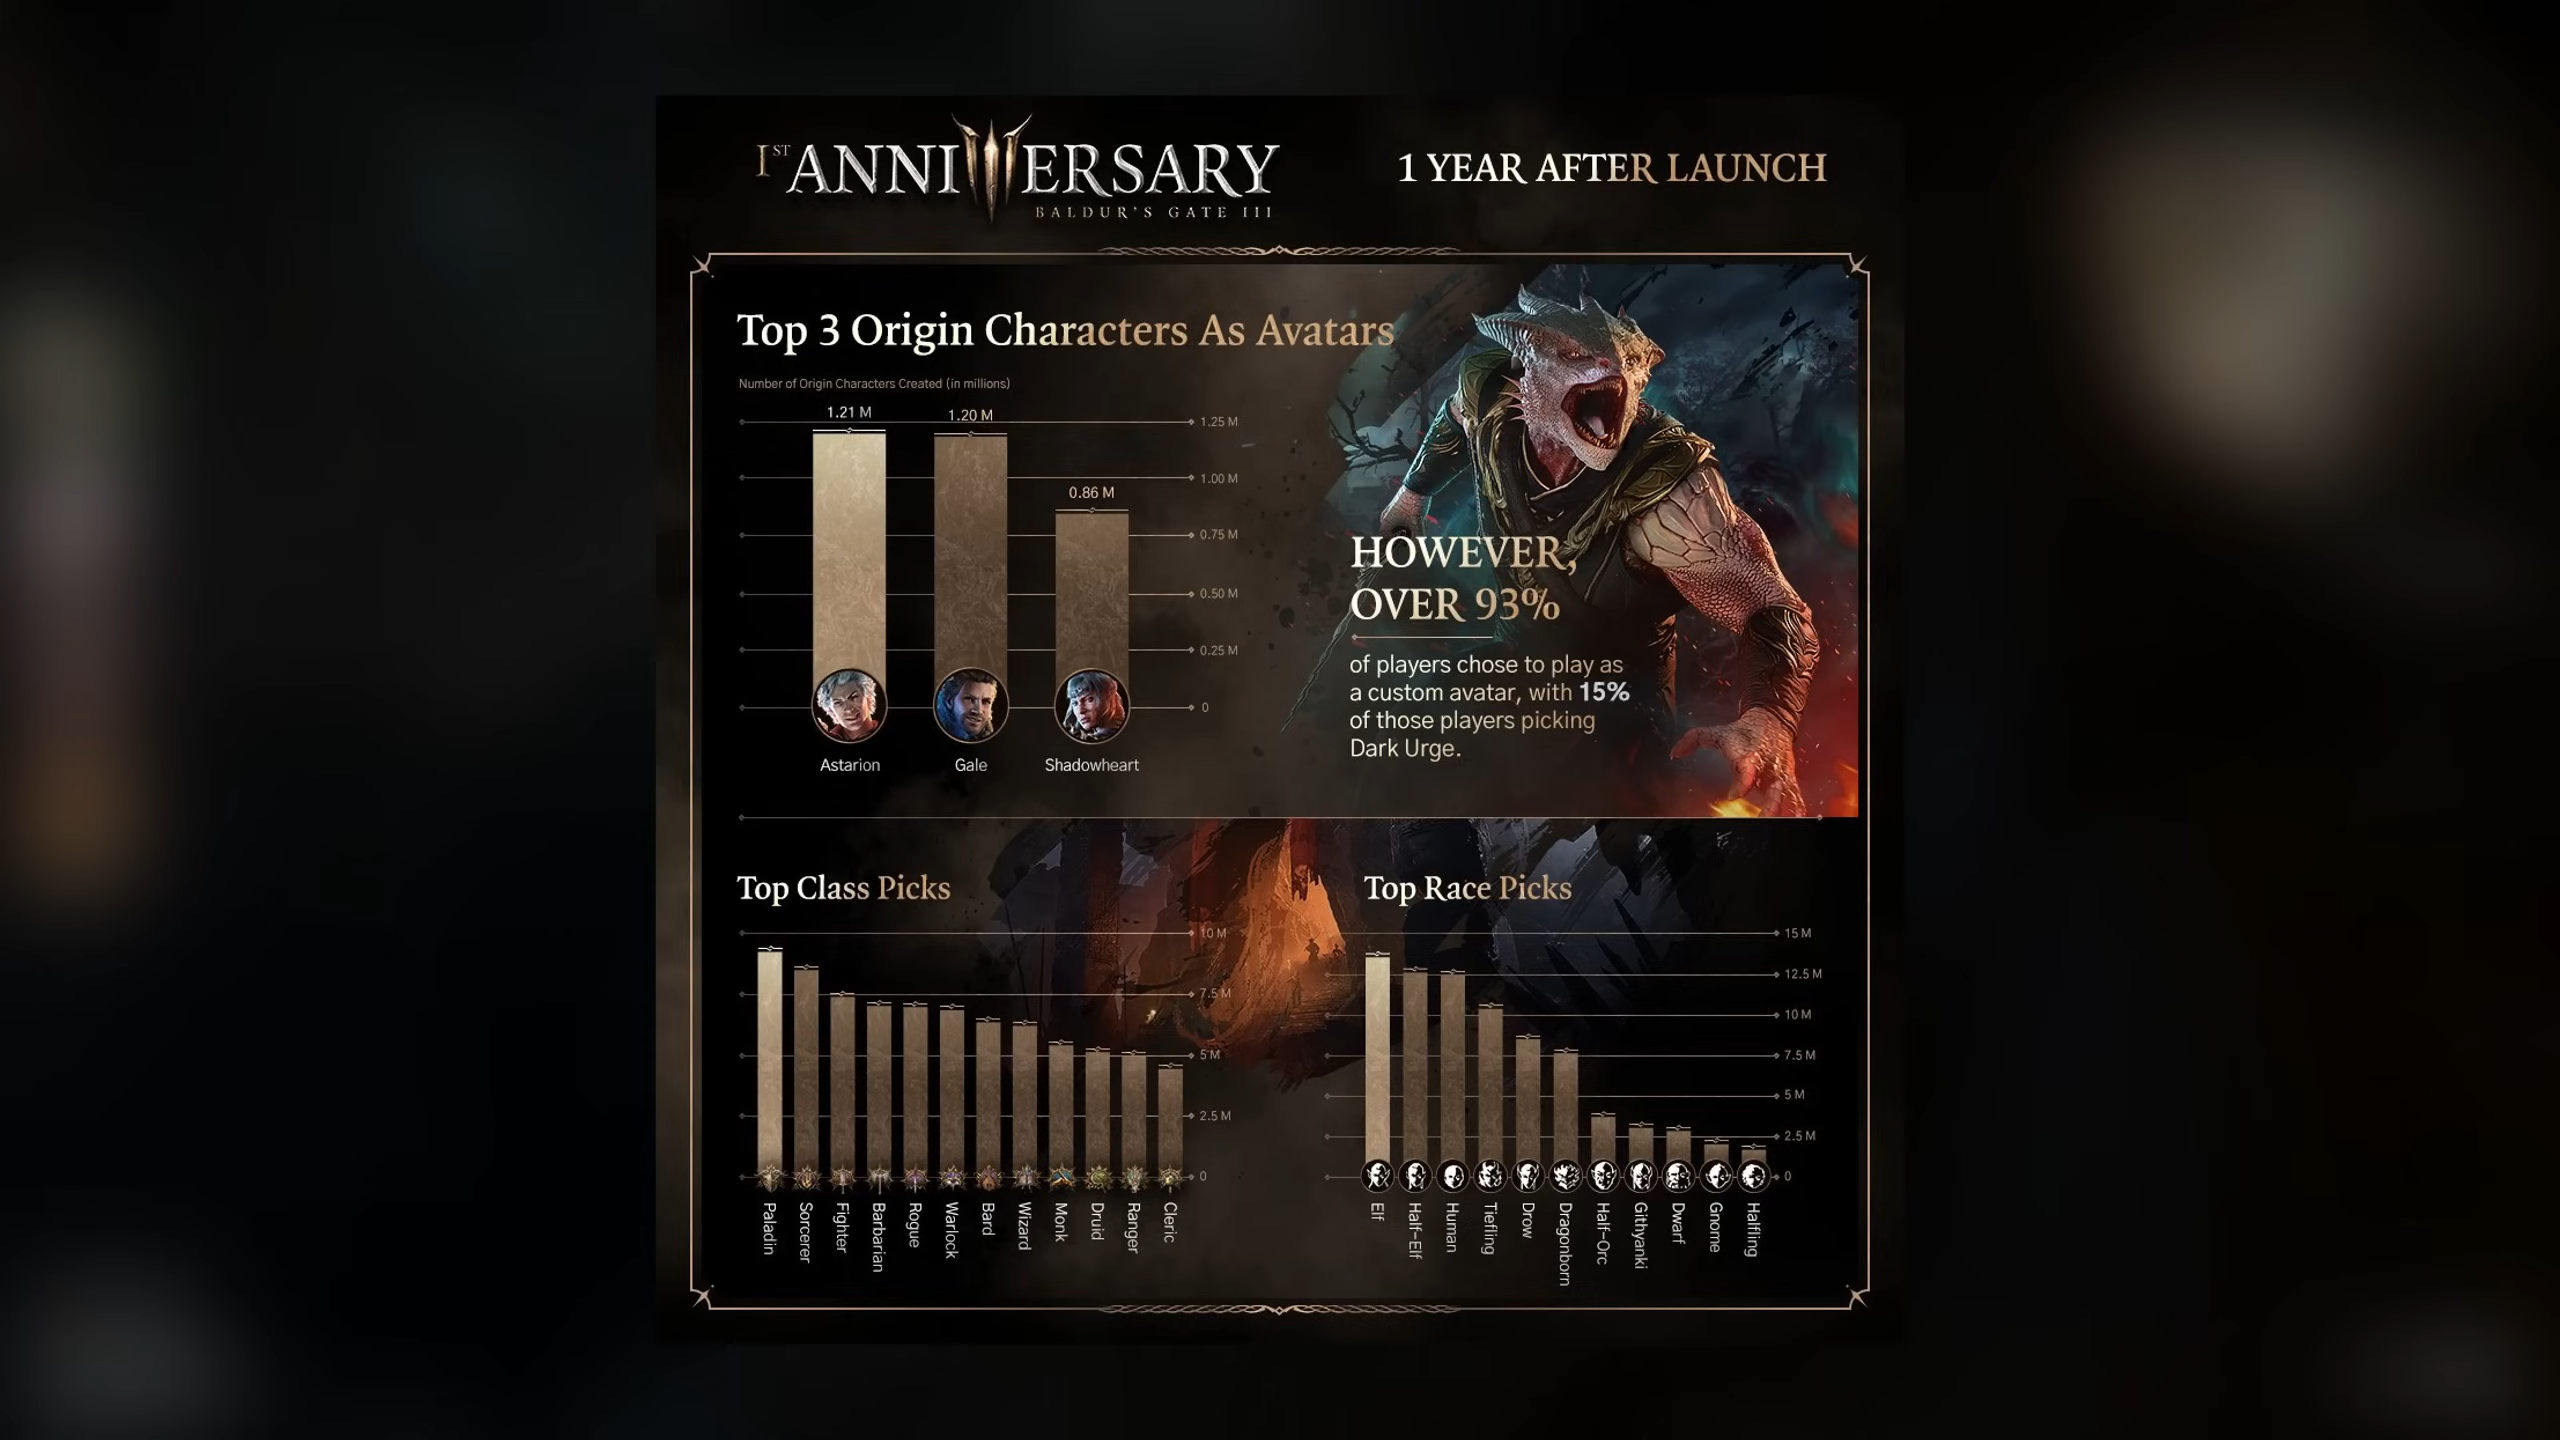 1ST ANNIVERSARY
BALDUR'S GATE III
1 YEAR AFTER LAUNCH
Top 3 Origin Characters As Avatars
Number of Origin Characters Created (in millions)
1.21 M
1.20 M
0.86 M
1.25 M
1.00 M
0.75 M
0.50 M
0.25 M
0
Astarion
Gale
Shadowheart
HOWEVER,
OVER 93%
of players chose to play as
a custom avatar, with 15%
of those players picking
Dark Urge.
Top Class Picks
10 M
7.5 M
5 M
2.5 M
0
Paladin
Sorcerer
Fighter
Barbarian
Rogue
Warlock
Bard
Wizard
Monk
Druid
Ranger
Cleric
Top Race Picks
15 M
12.5 M
10 M
7.5 M
5 M
2.5 M
0
Elf
Half-Elf
Human
Tiefling
Drow
Dragonborn
Half-Orc
Githyanki
Dwarf
Gnome
Halfling